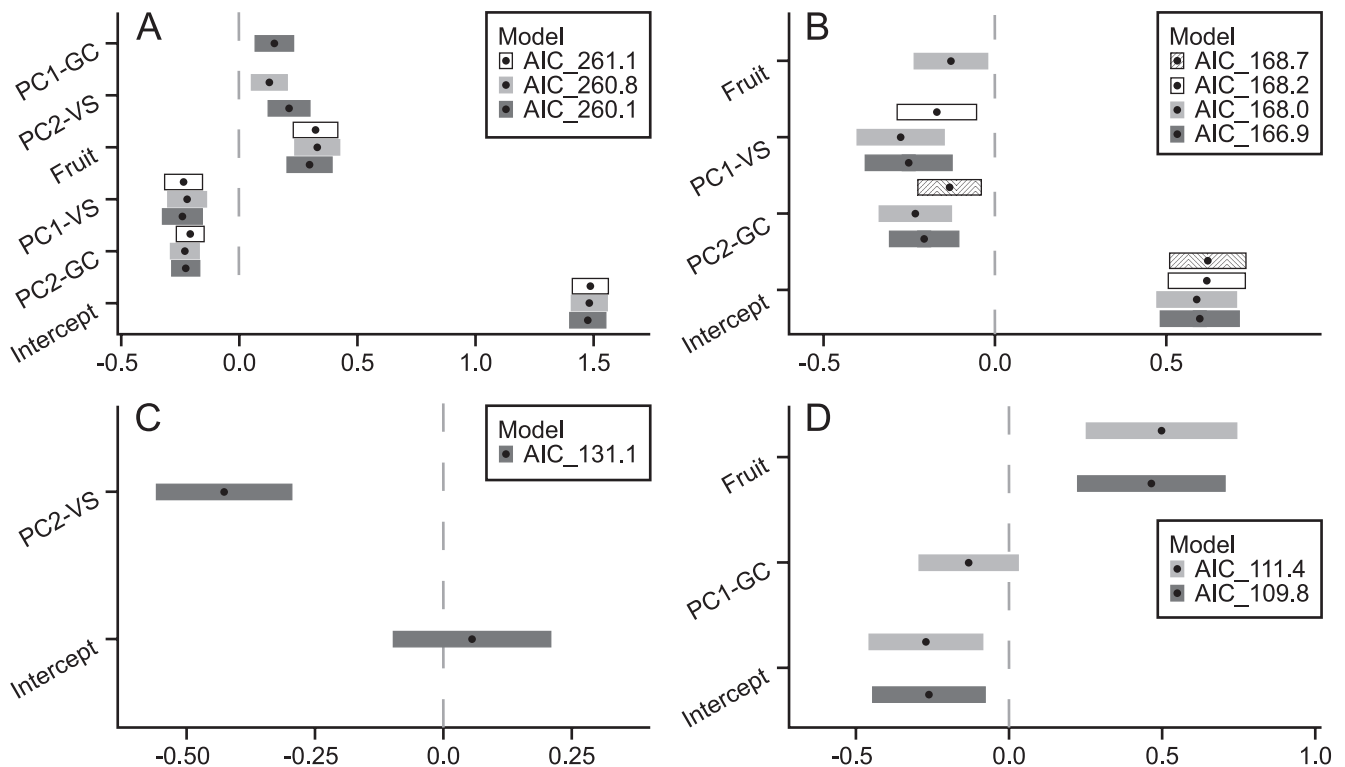 A
Model
AIC_261.1
AIC_260.8
AIC_260.1
PC1-GC
PC2-VS
Fruit
PC1-VS
PC2-GC
Intercept
-0.5 0.0 0.5 1.0 1.5
B
Model
AIC_168.7
AIC_168.2
AIC_168.0
AIC_166.9
Fruit
PC1-VS
PC2-GC
Intercept
-0.5 0.0 0.5
C
Model
AIC_131.1
PC2-VS
Intercept
-0.50 -0.25 0.0 0.25
D
Fruit
Model
AIC_111.4
AIC_109.8
PC1-GC
Intercept
-0.5 0.0 0.5 1.0